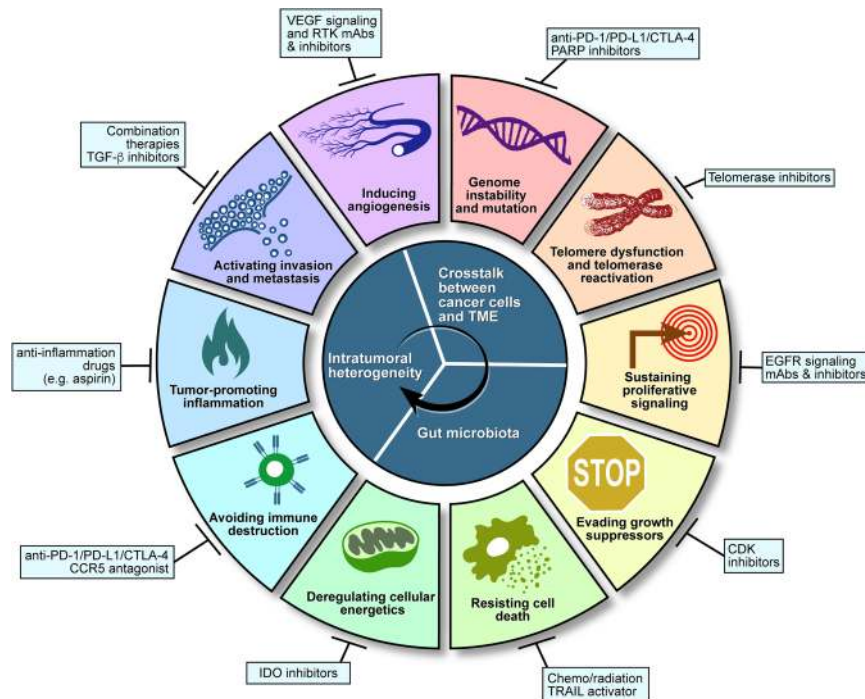 VEGF signaling
and RTK mAbs
& inhibitors
anti-PD-1/PD-L1/CTLA-4
PARP inhibitors
Combination
therapies
TGF-β inhibitors
Telomerase inhibitors
Inducing
angiogenesis
Genome
instability
and mutation
Activating invasion
and metastasis
Telomere dysfunction
and telomerase
reactivation
Crosstalk
between
cancer cells
and TME
Intratumoral
heterogeneity
Gut microbiota
anti-inflammation
drugs
(e.g. aspirin)
Tumor-promoting
inflammation
Sustaining
proliferative
signaling
EGFR signaling
mAbs & inhibitors
Avoiding immune
destruction
STOP
Evading growth
suppressors
anti-PD-1/PD-L1/CTLA-4
CCR5 antagonist
CDK
inhibitors
Deregulating cellular
energetics
Resisting cell
death
IDO inhibitors
Chemo/radiation
TRAIL activator